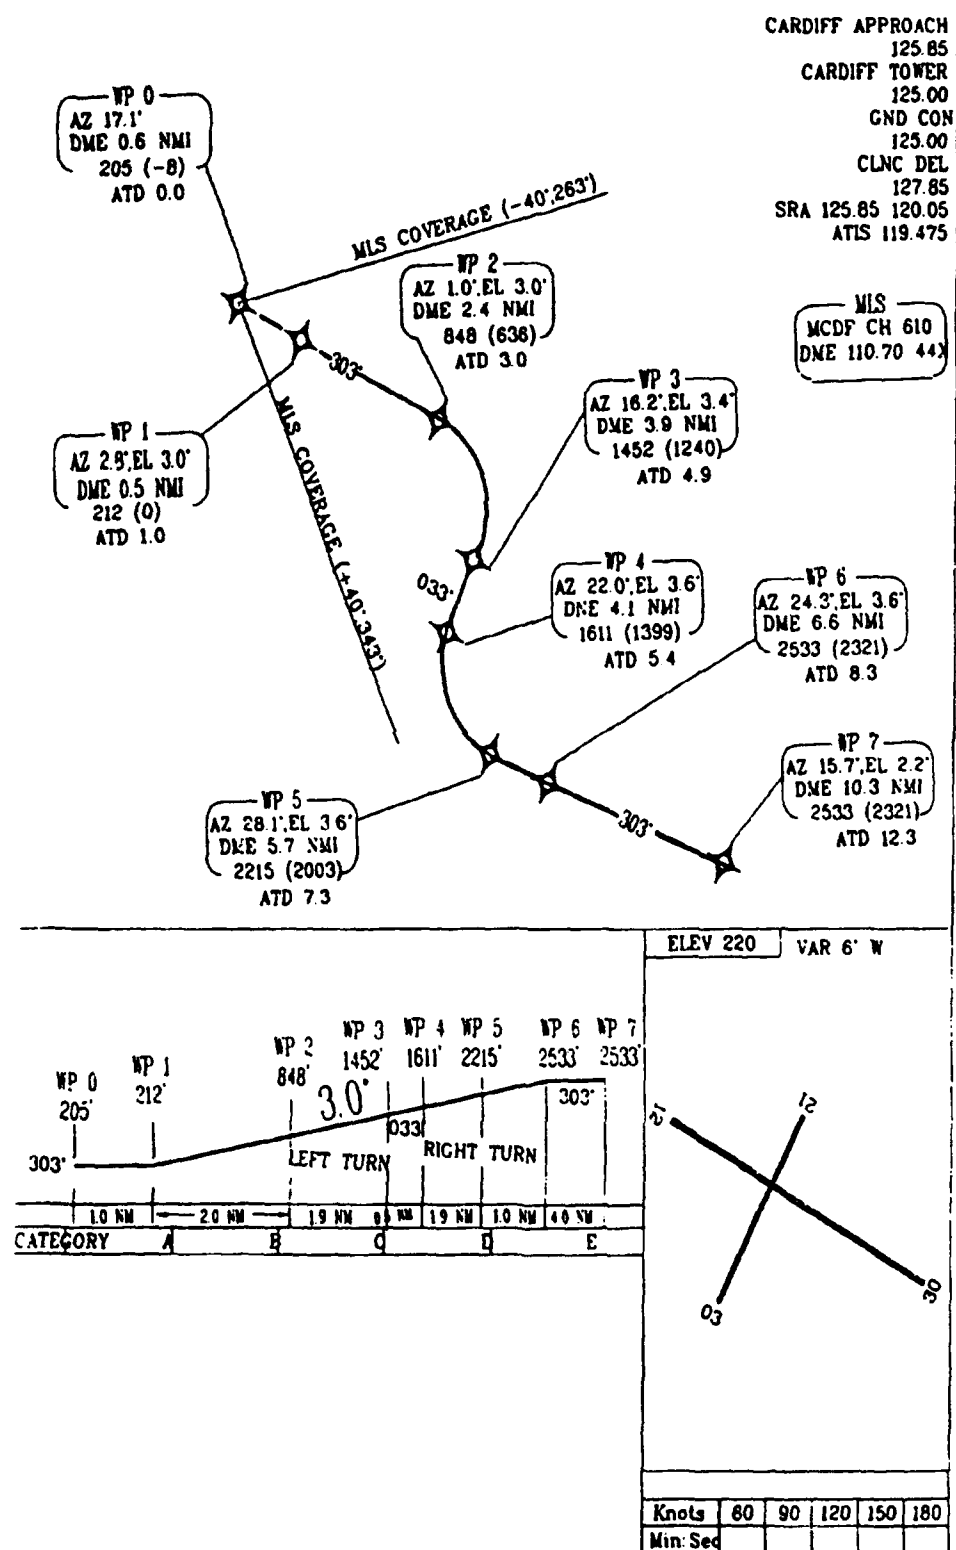 CARDIFF APPROACH
125.85
CARDIFF TOWER
125.00
GND CON
125.00
CLNC DEL
127.85
SRA 125.85 120.05
ATIS 119.475
WP 0
AZ 17.1°
DME 0.6 NMI
205 (-8)
ATD 0.0
MLS COVERAGE (-40°,263°)
WP 2
AZ 1.0°,EL 3.0°
DME 2.4 NMI
848 (636)
ATD 3.0
MLS
MCDF CH 610
DME 110.70 44X
303°
WP 3
AZ 16.2°,EL 3.4°
DME 3.9 NMI
1452 (1240)
ATD 4.9
WP 1
AZ 2.9°,EL 3.0°
DME 0.5 NMI
212 (0)
ATD 1.0
MLS COVERAGE (+40°,343°)
033°
WP 4
AZ 22.0°,EL 3.6°
DME 4.1 NMI
1611 (1399)
ATD 5.4
WP 6
AZ 24.3°,EL 3.6°
DME 6.6 NMI
2533 (2321)
ATD 8.3
WP 7
AZ 15.7°,EL 2.2°
DME 10.3 NMI
2533 (2321)
ATD 12.3
303°
WP 5
AZ 28.1°,EL 3.6°
DME 5.7 NMI
2215 (2003)
ATD 7.3
ELEV 220 VAR 6° W
WP 0 WP 1 WP 2 WP 3 WP 4 WP 5 WP 6 WP 7
205' 212' 848' 1452' 1611' 2215' 2533' 2533'
3.0°
303°
033
303°
LEFT TURN RIGHT TURN
1.0 NM 2.0 NM 1.9 NM NM 1.9 NM 1.0 NM 4.0 NM
CATEGORY A B C D E
12
21
03
30
Knots 60 90 120 150 180
Min:Sec